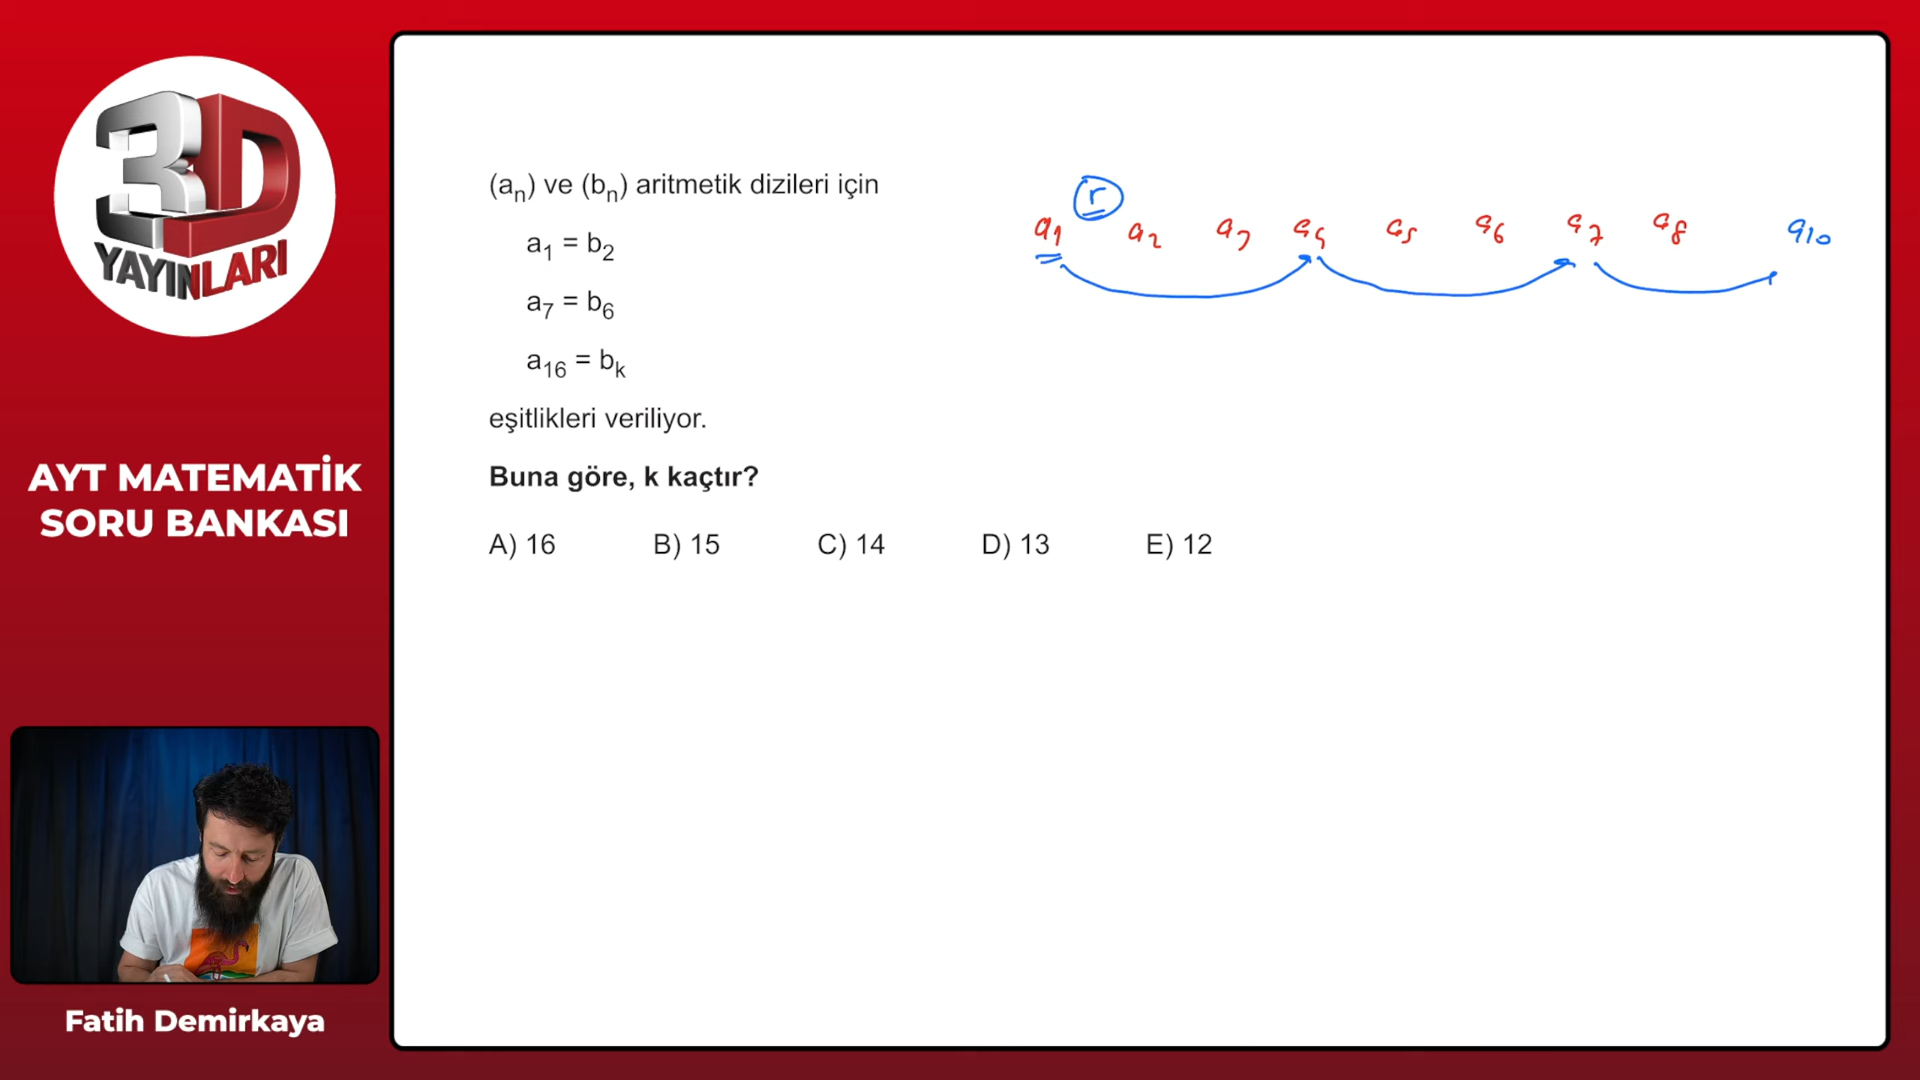 3D
YAYINLARI
AYT MATEMATİK
SORU BANKASI
Fatih Demirkaya
(aₙ) ve (bₙ) aritmetik dizileri için
a₁ = b₂
a₇ = b₆
a₁₆ = bₖ
eşitlikleri veriliyor.
Buna göre, k kaçtır?
A) 16 B) 15 C) 14 D) 13 E) 12
r
a₁ a₂ a₃ a₄ a₅ a₆ a₇ a₈ a₁₀